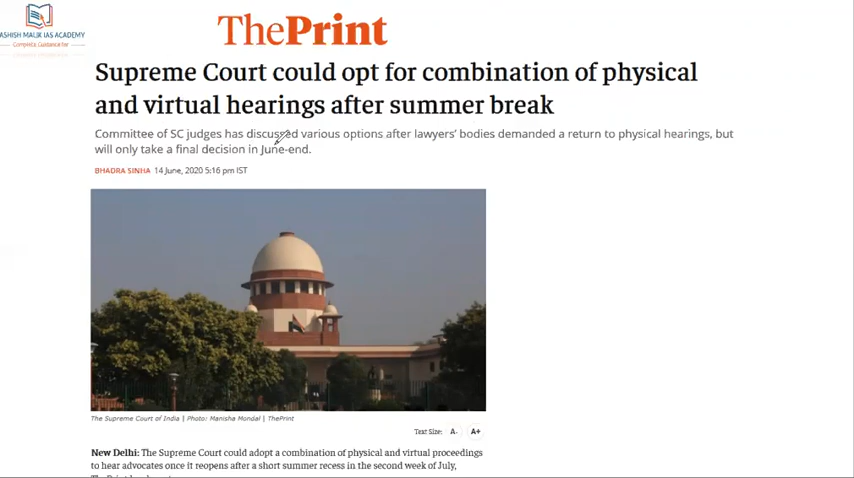 ASHISH MALIK IAS ACADEMY
Complete Guidance for
ThePrint
Supreme Court could opt for combination of physical
and virtual hearings after summer break
Committee of SC judges has discussed various options after lawyers' bodies demanded a return to physical hearings, but
will only take a final decision in June-end.
BHADRA SINHA 14 June, 2020 5:16 pm IST
The Supreme Court of India | Photo: Manisha Mondal | ThePrint
Text Size: A- A+
New Delhi: The Supreme Court could adopt a combination of physical and virtual proceedings
to hear advocates once it reopens after a short summer recess in the second week of July,